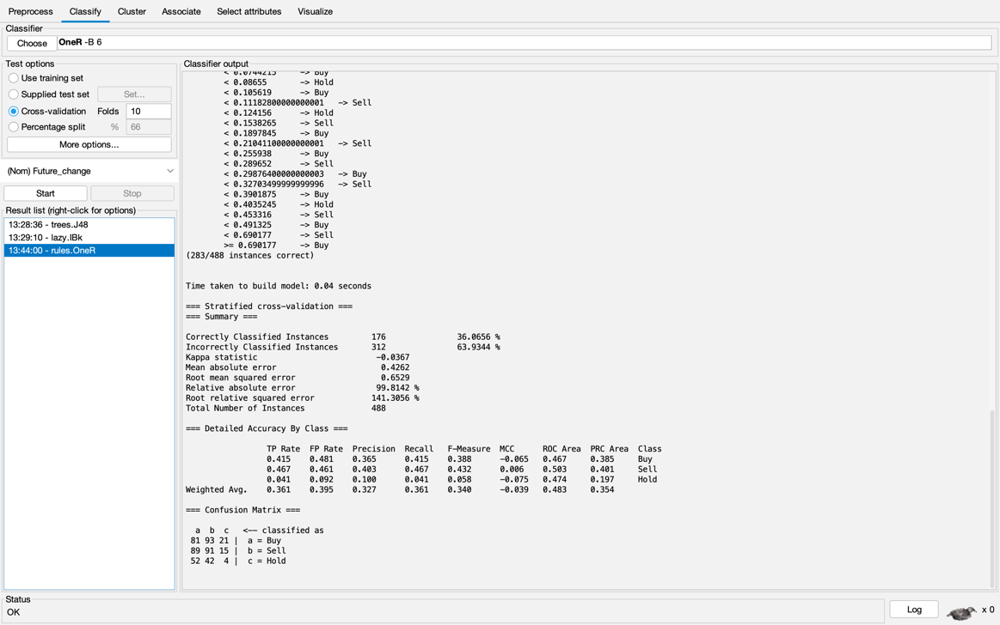 Preprocess Classify Cluster Associate Select attributes Visualize
Classifier
Choose OneR -B 6
Test options
Use training set
Supplied test set Set...
Cross-validation Folds 10
Percentage split % 66
More options...
(Nom) Future_change
Start Stop
Result list (right-click for options)
13:28:36 - trees.J48
13:29:10 - lazy.IBk
13:44:00 - rules.OneR
Classifier output
< 0.0744215 -> Buy
< 0.08655 -> Hold
< 0.105619 -> Buy
< 0.11182800000000001 -> Sell
< 0.124156 -> Hold
< 0.1538265 -> Sell
< 0.1897845 -> Buy
< 0.21041100000000001 -> Sell
< 0.255938 -> Buy
< 0.289652 -> Sell
< 0.29876400000000003 -> Buy
< 0.32703499999999996 -> Sell
< 0.3901875 -> Buy
< 0.4035245 -> Hold
< 0.453316 -> Sell
< 0.491325 -> Buy
< 0.690177 -> Sell
>= 0.690177 -> Buy
(283/488 instances correct)
Time taken to build model: 0.04 seconds
=== Stratified cross-validation ===
=== Summary ===
Correctly Classified Instances 176 36.0656 %
Incorrectly Classified Instances 312 63.9344 %
Kappa statistic -0.0367
Mean absolute error 0.4262
Root mean squared error 0.6529
Relative absolute error 99.8142 %
Root relative squared error 141.3056 %
Total Number of Instances 488
=== Detailed Accuracy By Class ===
TP Rate FP Rate Precision Recall F-Measure MCC ROC Area PRC Area Class
0.415 0.481 0.365 0.415 0.388 -0.065 0.467 0.385 Buy
0.467 0.461 0.403 0.467 0.432 0.006 0.503 0.401 Sell
0.041 0.092 0.100 0.041 0.058 -0.075 0.474 0.197 Hold
Weighted Avg. 0.361 0.395 0.327 0.361 0.340 -0.039 0.483 0.354
=== Confusion Matrix ===
a b c <-- classified as
81 93 21 | a = Buy
89 91 15 | b = Sell
52 42 4 | c = Hold
Status
OK
Log x 0